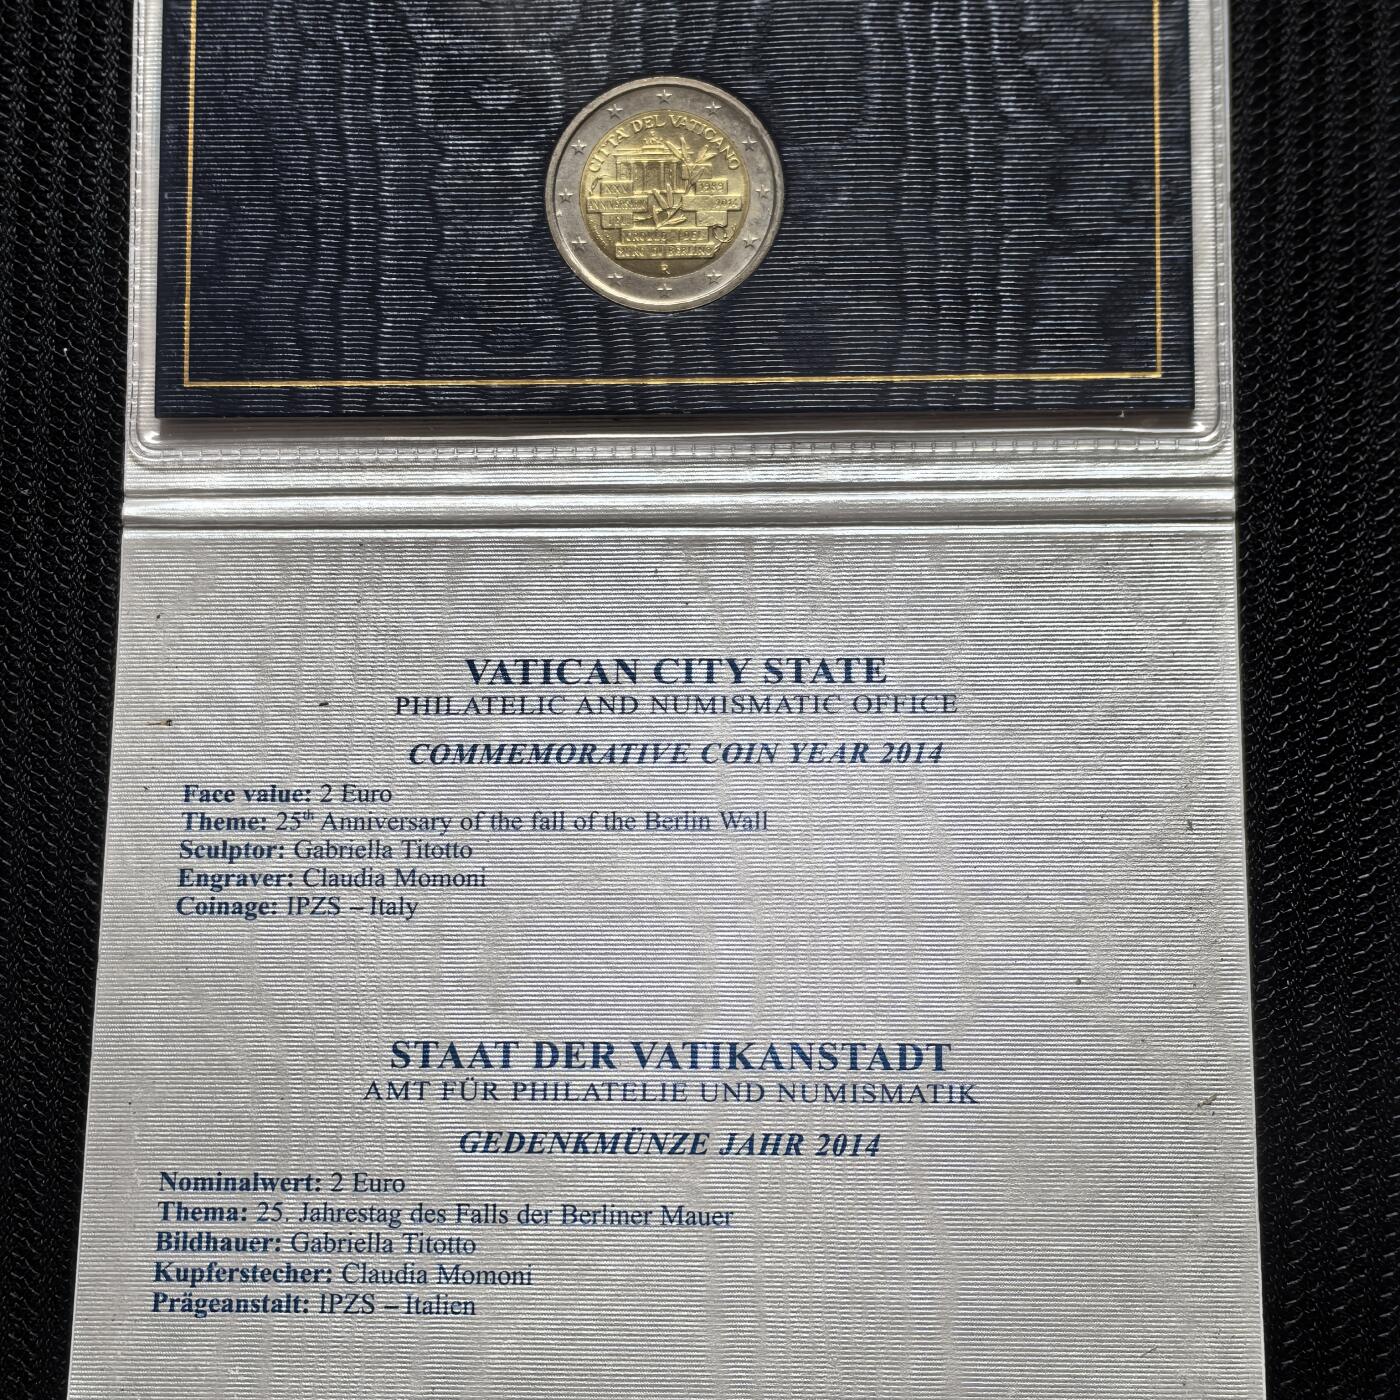 CITTÀ DEL VATICANO
XXV
1989
2014
R
VATICAN CITY STATE
PHILATELIC AND NUMISMATIC OFFICE
COMMEMORATIVE COIN YEAR 2014
Face value: 2 Euro
Theme: 25th Anniversary of the fall of the Berlin Wall
Sculptor: Gabriella Titotto
Engraver: Claudia Momoni
Coinage: IPZS – Italy
STAAT DER VATIKANSTADT
AMT FÜR PHILATELIE UND NUMISMATIK
GEDENKMÜNZE JAHR 2014
Nominalwert: 2 Euro
Thema: 25. Jahrestag des Falls der Berliner Mauer
Bildhauer: Gabriella Titotto
Kupferstecher: Claudia Momoni
Prägeanstalt: IPZS – Italien